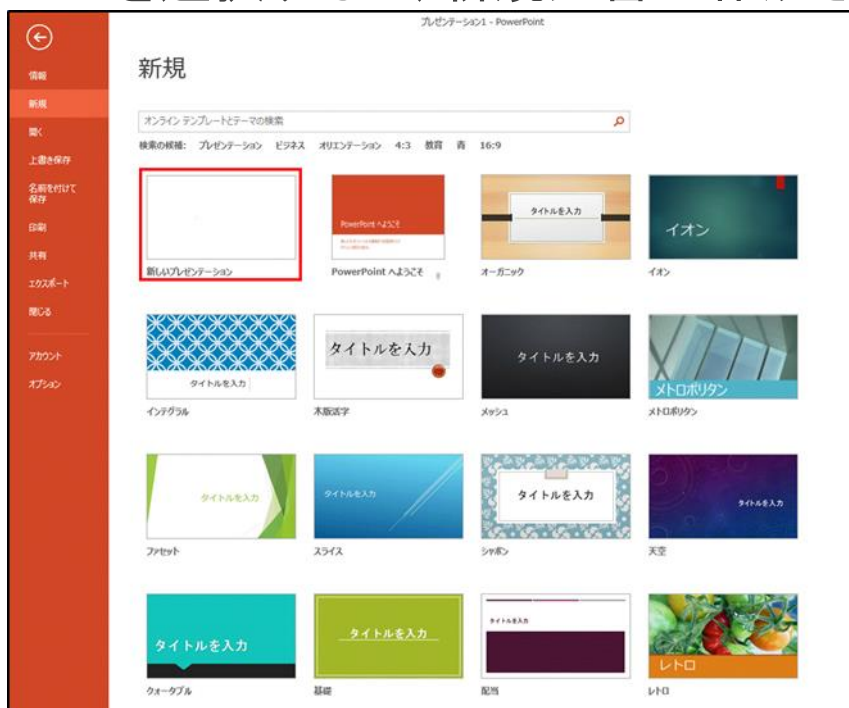 プレゼンテーション1 - PowerPoint
情報
新規
開く
上書き保存
名前を付けて
保存
印刷
共有
エクスポート
閉じる
アカウント
オプション
新規
オンライン テンプレートとテーマの検索
検索の候補: プレゼンテーション ビジネス オリエンテーション 4:3 教育 青 16:9
PowerPoint へようこそ
タイトルを入力
イオン
新しいプレゼンテーション
PowerPoint へようこそ
オーガニック
イオン
タイトルを入力
タイトルを入力
タイトルを入力
メトロポリタン
インテグラル
木版活字
メッシュ
メトロポリタン
タイトルを入力
タイトルを入力
タイトルを入力
タイトルを入力
ファセット
スライス
シャボン
天空
タイトルを入力
タイトルを入力
タイトルを入力
レトロ
クォータブル
基礎
配当
レトロ